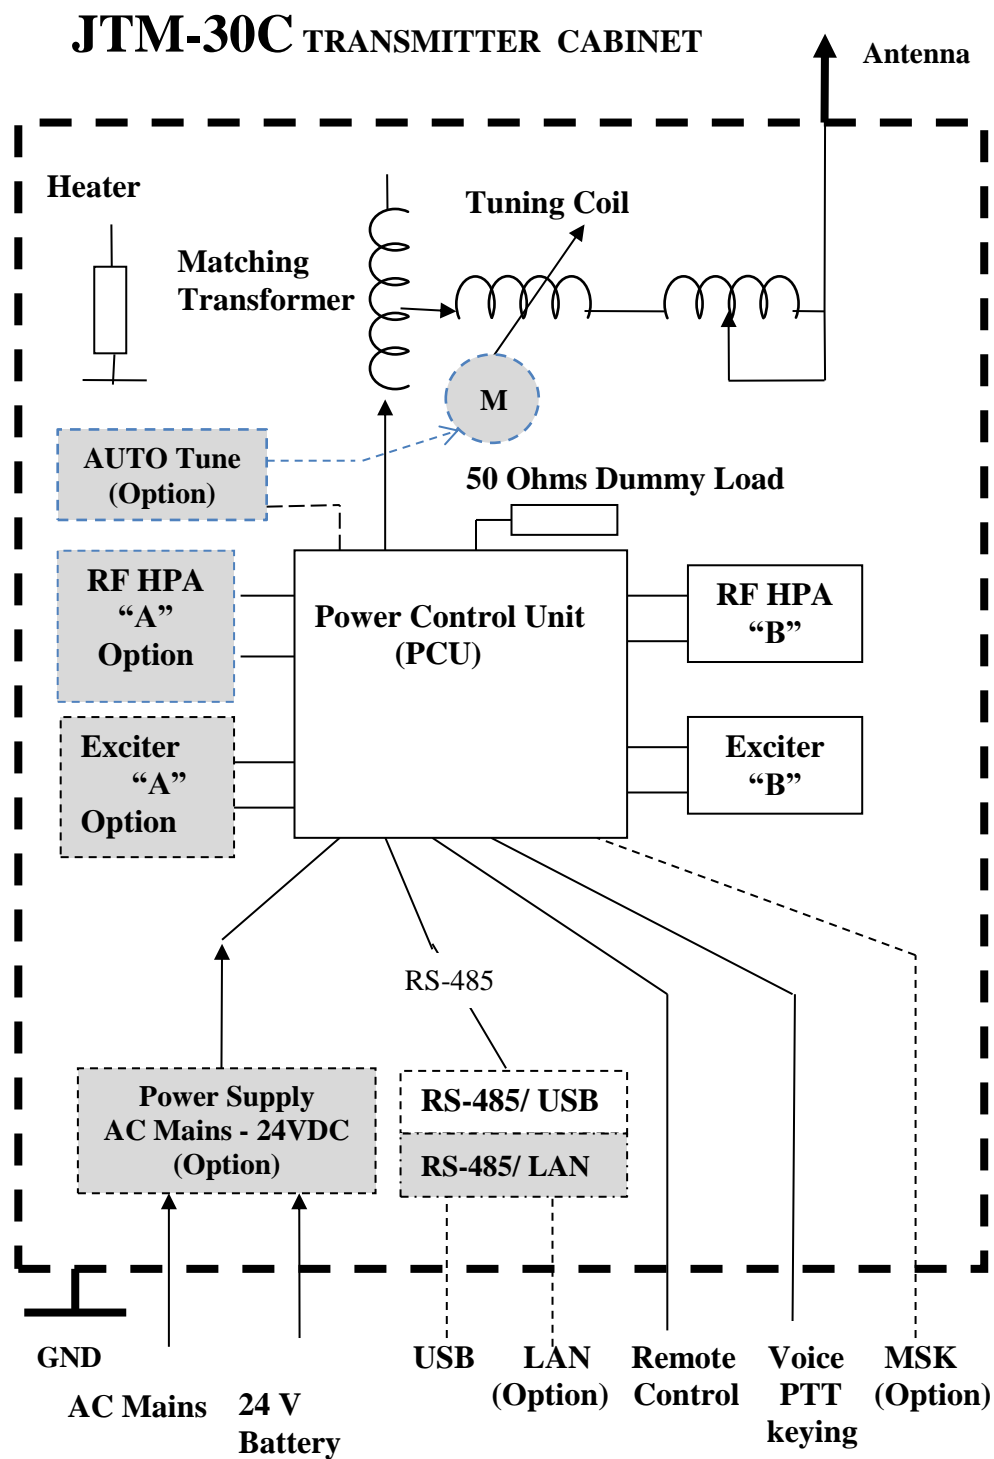 JTM-30C TRANSMITTER CABINET
Antenna
Heater
Tuning Coil
Matching
Transformer
M
AUTO Tune
(Option)
50 Ohms Dummy Load
RF HPA
“A”
Option
Power Control Unit
(PCU)
RF HPA
“B”
Exciter
“A”
Option
Exciter
“B”
RS-485
Power Supply
AC Mains - 24VDC
(Option)
RS-485/ USB
RS-485/ LAN
GND
AC Mains
24 V
Battery
USB
LAN
(Option)
Remote
Control
Voice
PTT
keying
MSK
(Option)